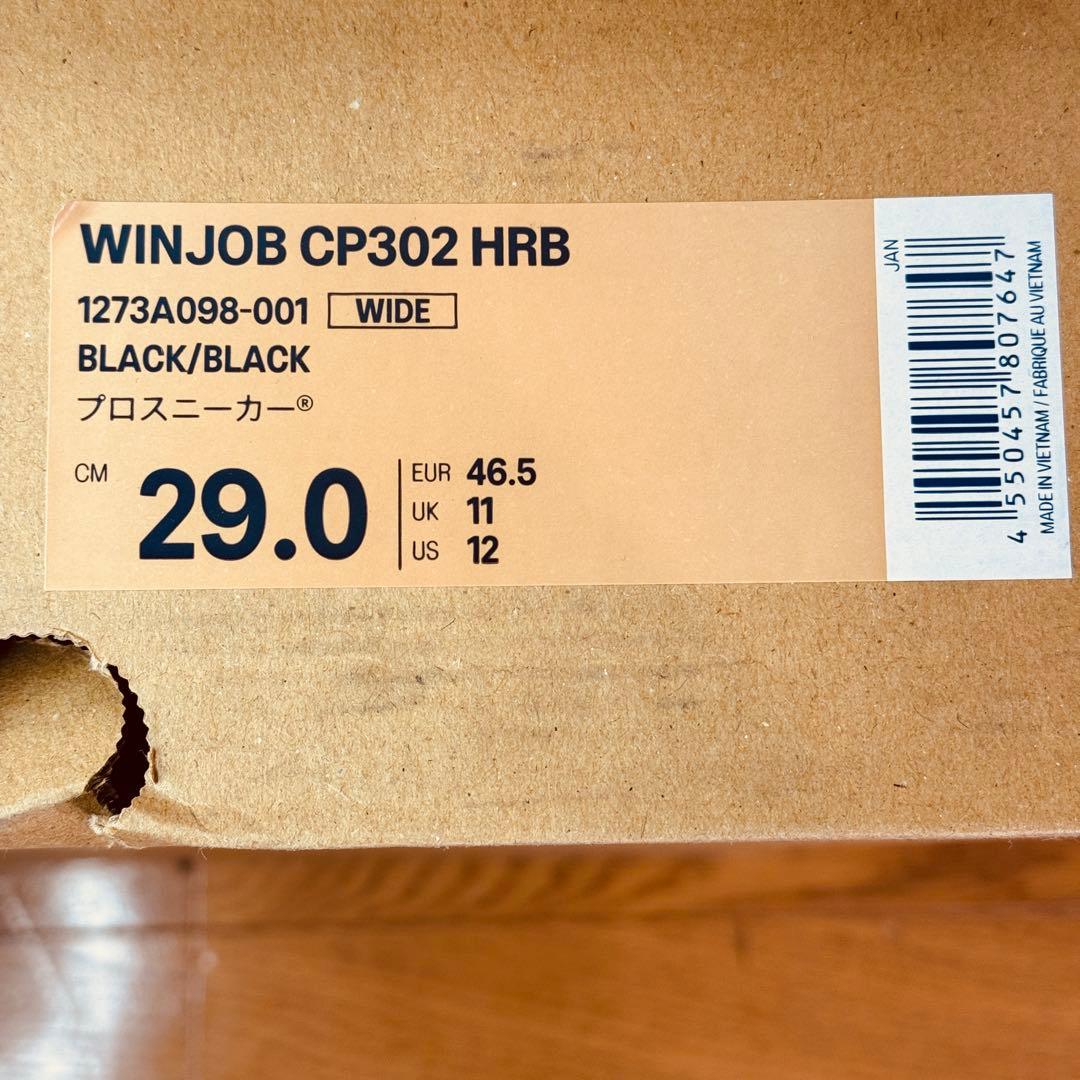 WINJOB CP302 HRB
1273A098-001 WIDE
BLACK/BLACK
プロスニーカー®
CM 29.0
EUR 46.5
UK 11
US 12
JAN
4 550457 807647
MADE IN VIETNAM / FABRIQUE AU VIETNAM